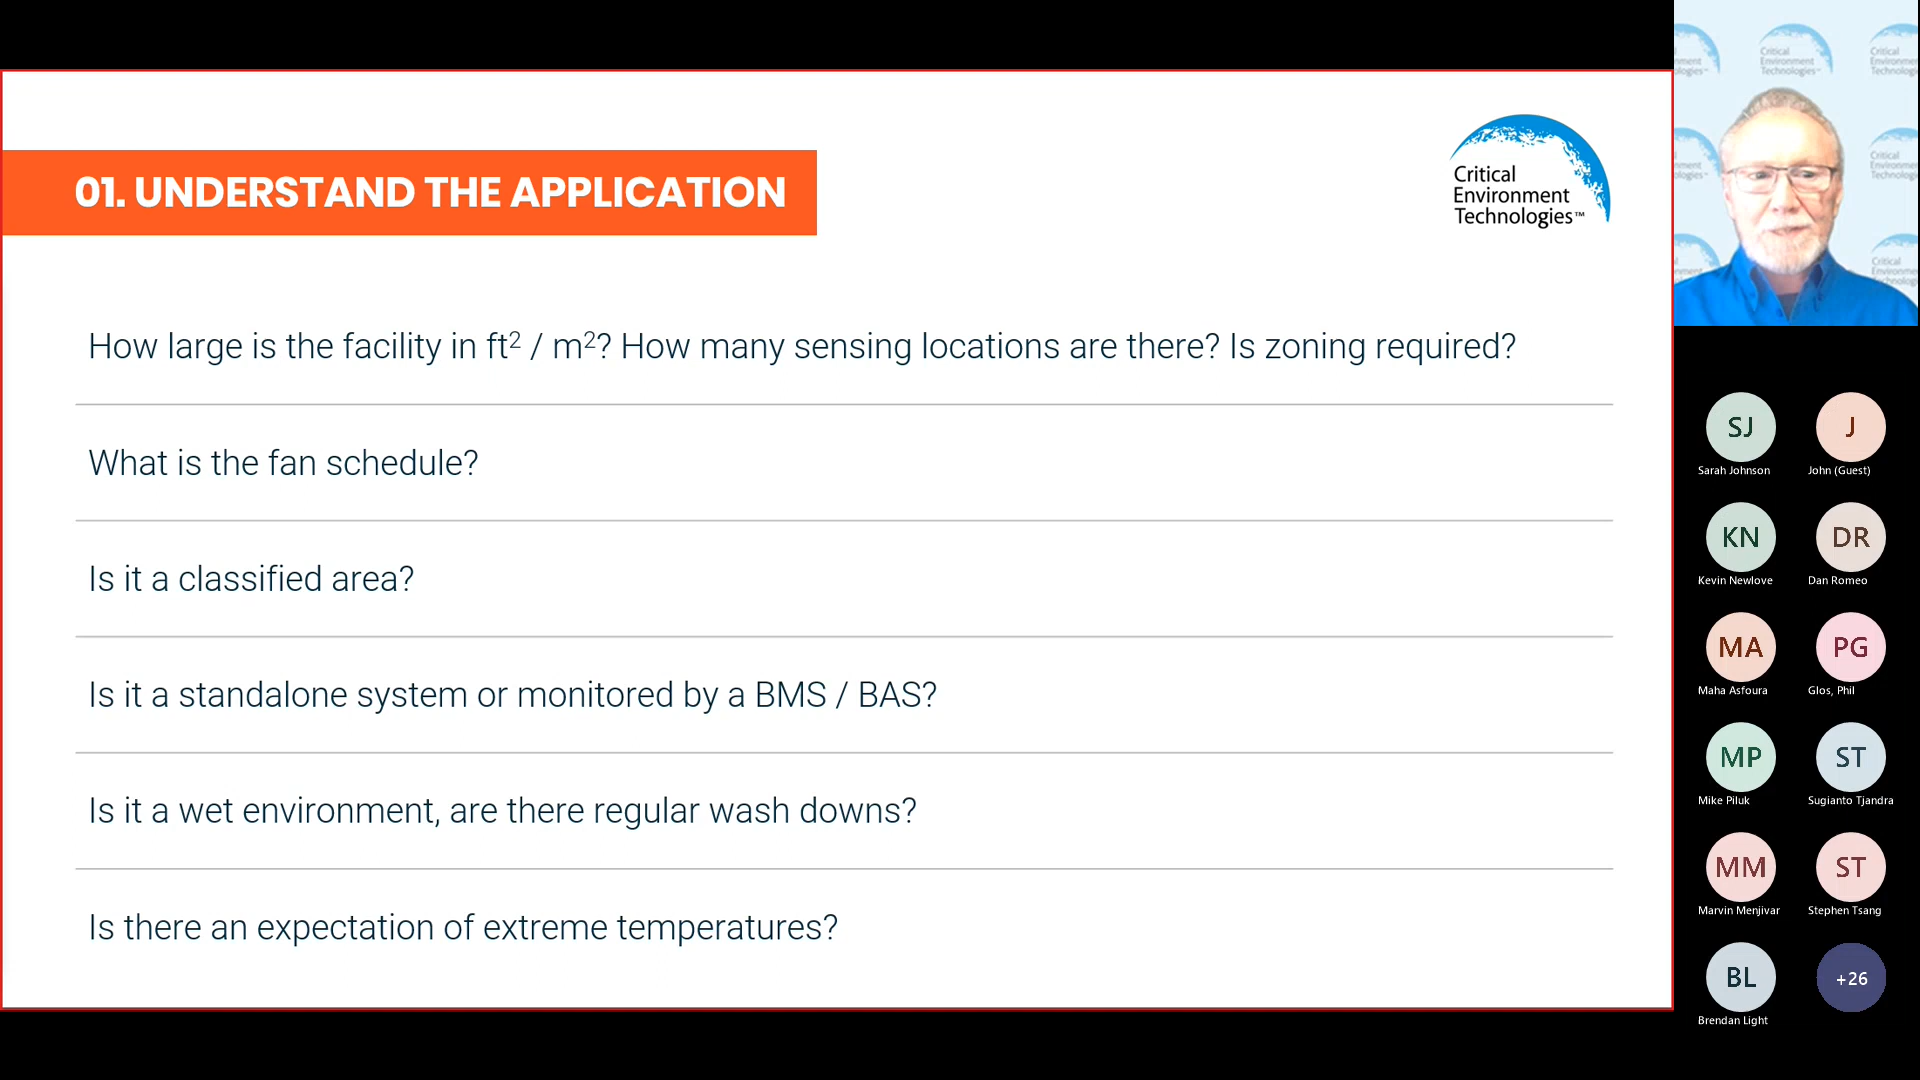 01. UNDERSTAND THE APPLICATION
Critical
Environment
Technologies™
How large is the facility in ft² / m²? How many sensing locations are there? Is zoning required?
What is the fan schedule?
Is it a classified area?
Is it a standalone system or monitored by a BMS / BAS?
Is it a wet environment, are there regular wash downs?
Is there an expectation of extreme temperatures?
Critical
Environment
Technologies
SJ
Sarah Johnson
J
John (Guest)
KN
Kevin Newlove
DR
Dan Romeo
MA
Maha Asfoura
PG
Glos, Phil
MP
Mike Piluk
ST
Sugianto Tjandra
MM
Marvin Menjivar
ST
Stephen Tsang
BL
Brendan Light
+26